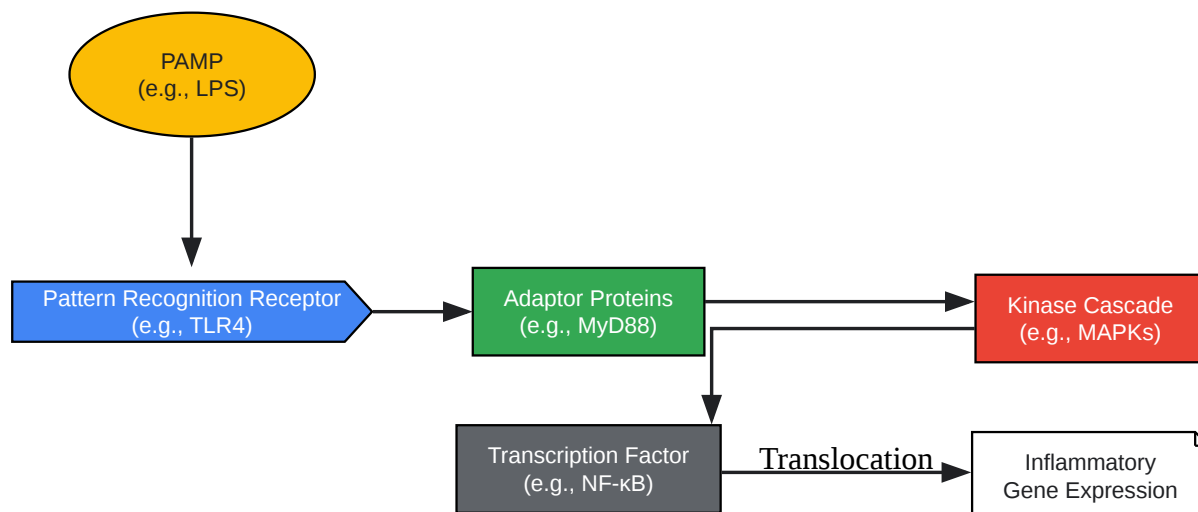 PAMP
(e.g., LPS)
Pattern Recognition Receptor
(e.g., TLR4)
Adaptor Proteins
(e.g., MyD88)
Kinase Cascade
(e.g., MAPKs)
Transcription Factor
(e.g., NF-κB)
Translocation
Inflammatory
Gene Expression